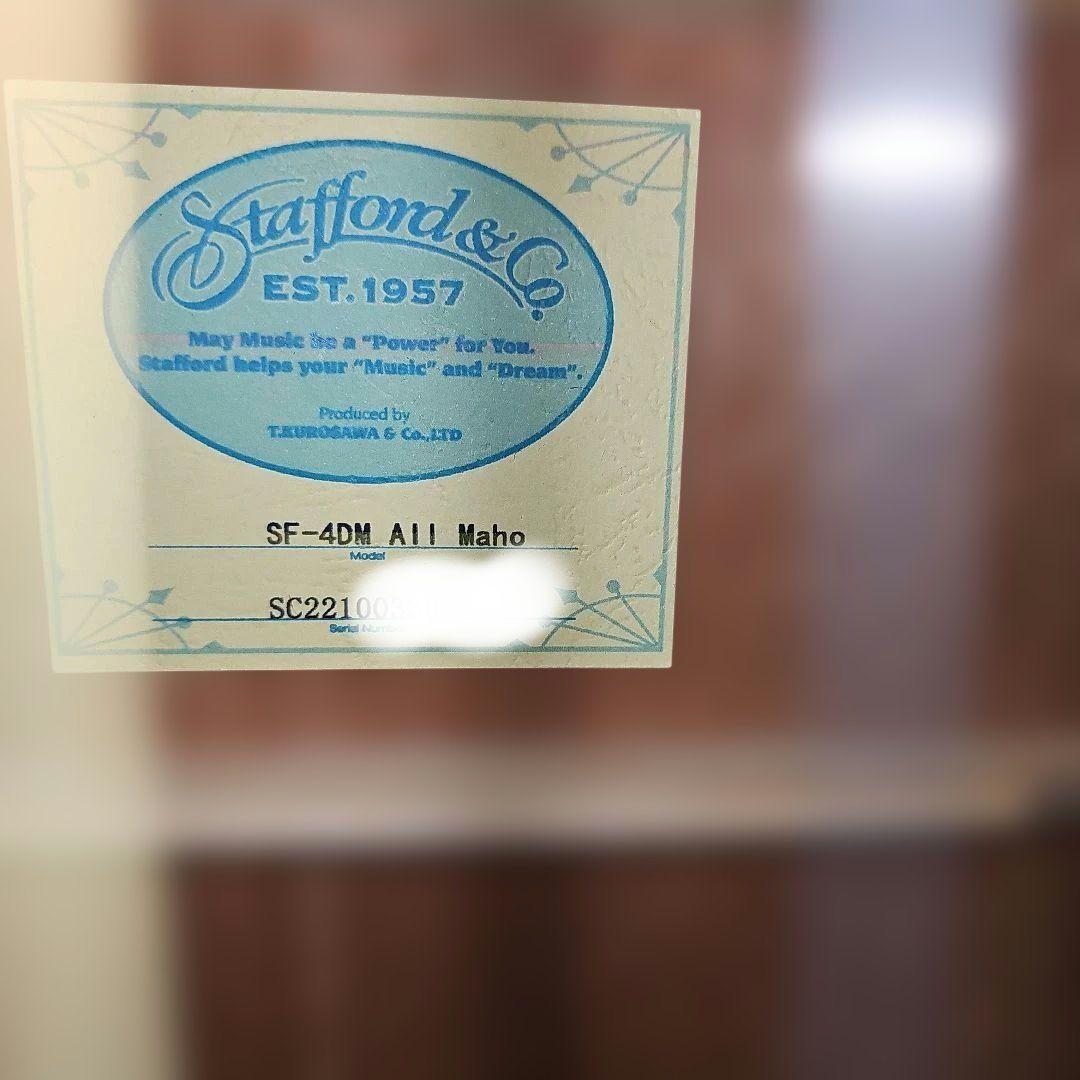 Stafford & Co.
EST. 1957
May Music be a “Power” for You.
Stafford helps your “Music” and “Dream”.
Produced by
T.KUROSAWA & Co.,LTD
SF-4DM All Maho
Model
SC22100
Serial